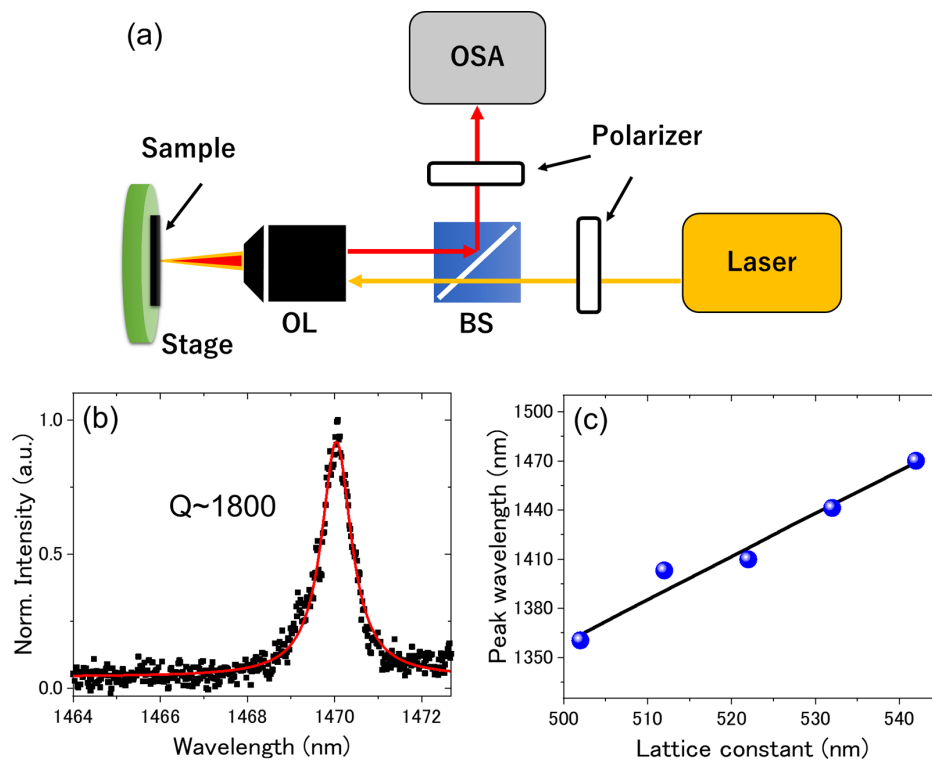 (a)
OSA
Sample
Polarizer
Laser
OL
BS
Stage
(b)
Q~1800
Norm. Intensity (a.u.)
1.0
0.5
0.0
1464
1466
1468
1470
1472
Wavelength (nm)
(c)
Peak wavelength (nm)
1500
1470
1440
1410
1380
1350
500
510
520
530
540
Lattice constant (nm)